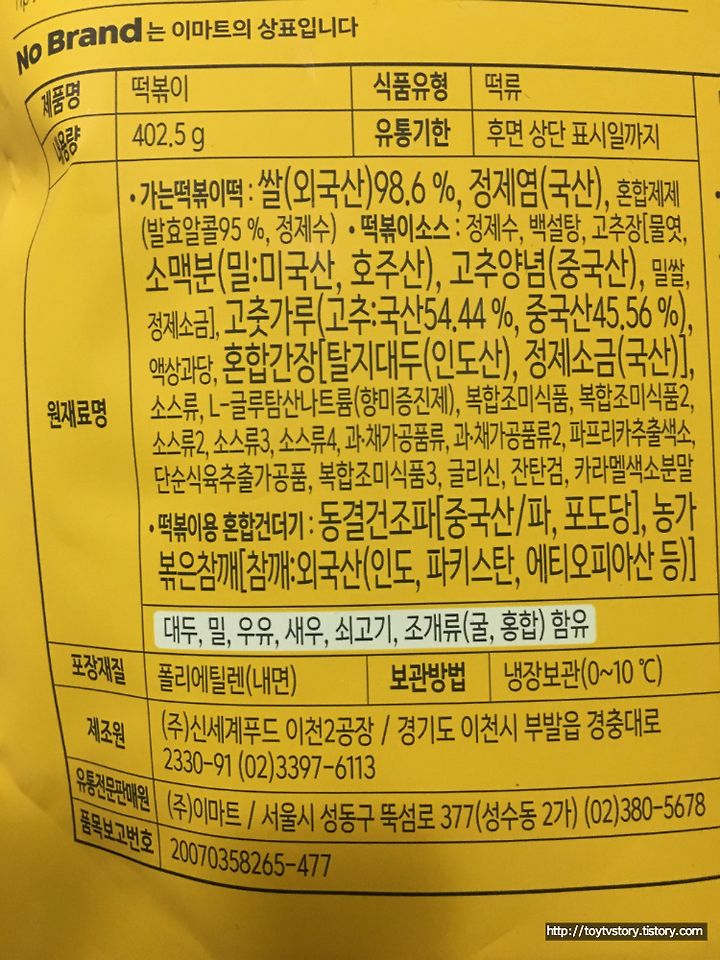 No Brand 는 이마트의 상표입니다
제품명 떡볶이 식품유형 떡류
내용량 402.5 g 유통기한 후면 상단 표시일까지
원재료명
• 가는떡볶이떡 : 쌀(외국산)98.6 %, 정제염(국산), 혼합제제
(발효알콜95 %, 정제수) • 떡볶이소스 : 정제수, 백설탕, 고추장[물엿,
소맥분(밀:미국산, 호주산), 고추양념(중국산), 밀쌀,
정제소금], 고춧가루(고추:국산54.44 %, 중국산45.56 %),
액상과당, 혼합간장[탈지대두(인도산), 정제소금(국산)],
소스류, L-글루탐산나트륨(향미증진제), 복합조미식품, 복합조미식품2,
소스류2, 소스류3, 소스류4, 과·채가공품류, 과·채가공품류2, 파프리카추출색소,
단순식육추출가공품, 복합조미식품3, 글리신, 잔탄검, 카라멜색소분말
• 떡볶이용 혼합건더기 : 동결건조파[중국산/파, 포도당], 농가
볶은참깨[참깨:외국산(인도, 파키스탄, 에티오피아산 등)]
대두, 밀, 우유, 새우, 쇠고기, 조개류(굴, 홍합) 함유
포장재질 폴리에틸렌(내면) 보관방법 냉장보관(0~10 ℃)
제조원 (주)신세계푸드 이천2공장 / 경기도 이천시 부발읍 경충대로
2330-91 (02)3397-6113
유통전문판매원 (주)이마트 / 서울시 성동구 뚝섬로 377(성수동 2가) (02)380-5678
품목보고번호 20070358265-477
http://toytvstory.tistory.com